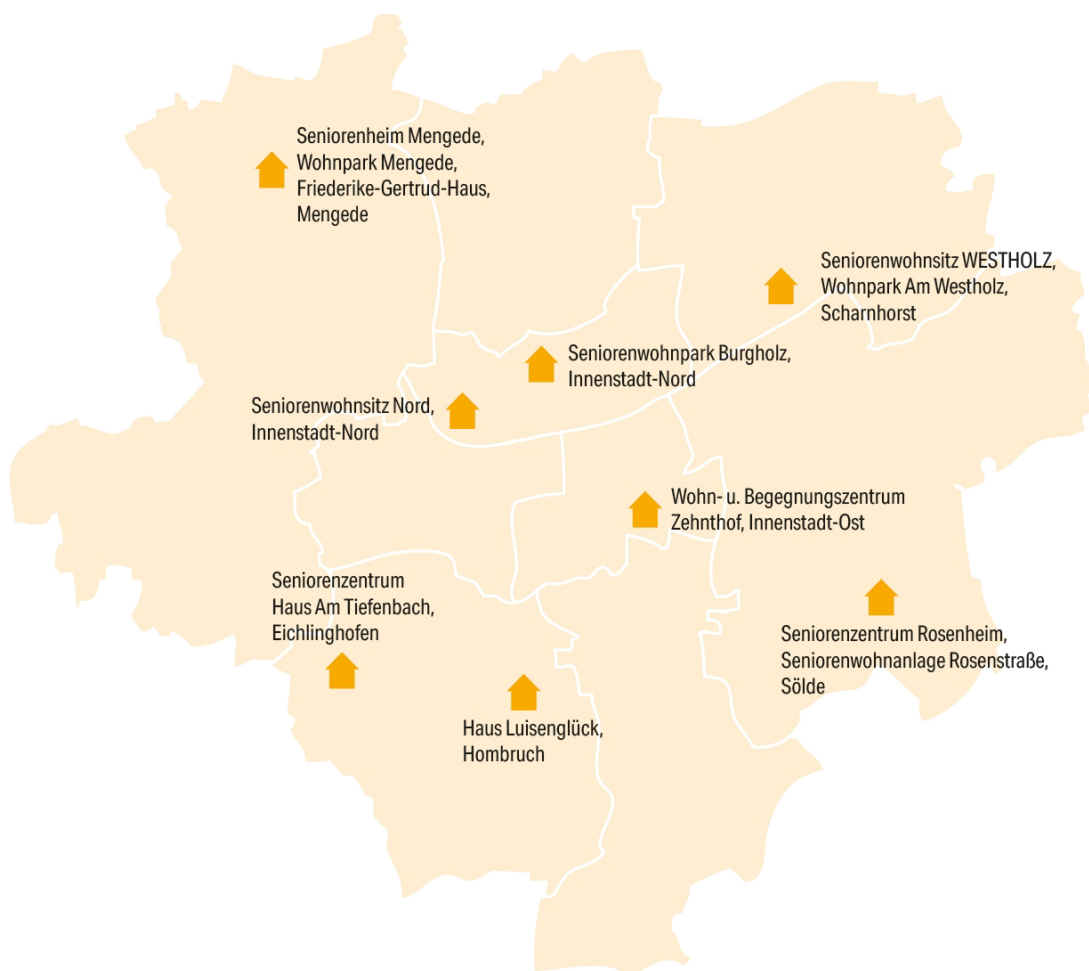 Seniorenheim Mengede,
Wohnpark Mengede,
Friederike-Gertrud-Haus,
Mengede
Seniorenwohnsitz WESTHOLZ,
Wohnpark Am Westholz,
Scharnhorst
Seniorenwohnpark Burgholz,
Innenstadt-Nord
Seniorenwohnsitz Nord,
Innenstadt-Nord
Wohn- u. Begegnungszentrum
Zehnthof, Innenstadt-Ost
Seniorenzentrum
Haus Am Tiefenbach,
Eichlinghofen
Seniorenzentrum Rosenheim,
Seniorenwohnanlage Rosenstraße,
Sölde
Haus Luisenglück,
Hombruch